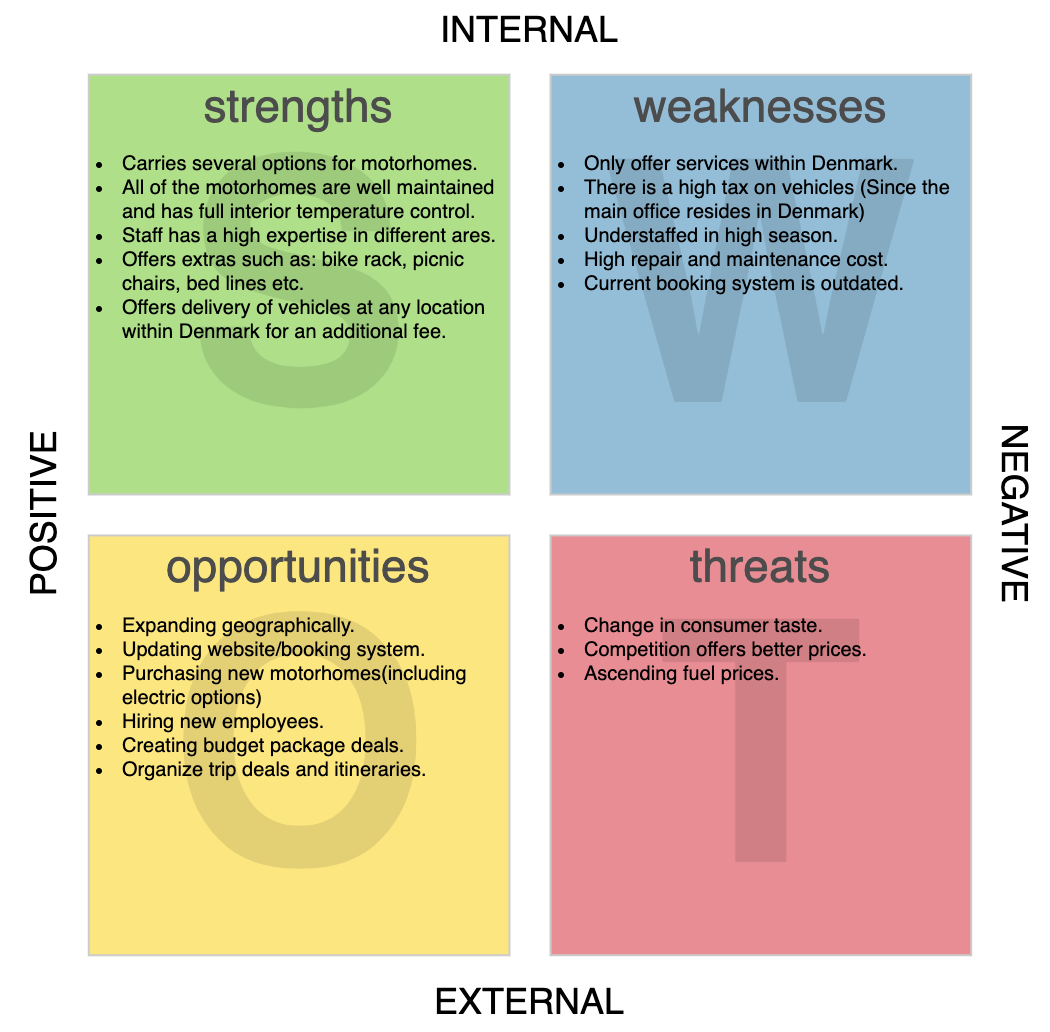 INTERNAL
strengths
• Carries several options for motorhomes.
• All of the motorhomes are well maintained
and has full interior temperature control.
• Staff has a high expertise in different ares.
• Offers extras such as: bike rack, picnic
chairs, bed lines etc.
• Offers delivery of vehicles at any location
within Denmark for an additional fee.
S
weaknesses
• Only offer services within Denmark.
• There is a high tax on vehicles (Since the
main office resides in Denmark)
• Understaffed in high season.
• High repair and maintenance cost.
• Current booking system is outdated.
W
POSITIVE
NEGATIVE
opportunities
• Expanding geographically.
• Updating website/booking system.
• Purchasing new motorhomes(including
electric options)
• Hiring new employees.
• Creating budget package deals.
• Organize trip deals and itineraries.
O
threats
• Change in consumer taste.
• Competition offers better prices.
• Ascending fuel prices.
T
EXTERNAL